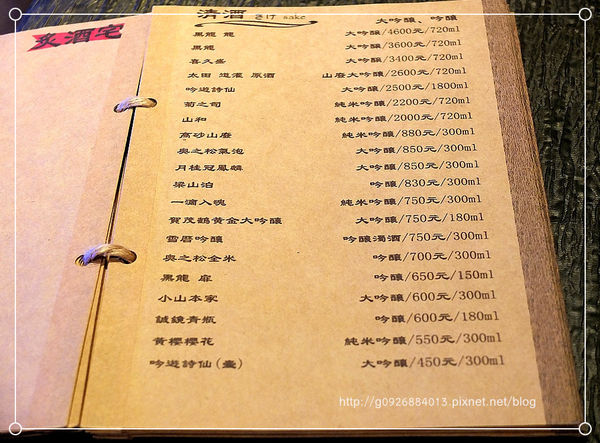 炙酒宅
清酒 さけ sake
大吟釀、吟釀
黑龍 龍 大吟釀/4600元/720ml
黑龍 大吟釀/3600元/720ml
喜久盛 大吟釀/3400元/720ml
太田 道灌 原酒 山廢大吟釀/2600元/720ml
吟遊詩仙 大吟釀/2500元/1800ml
菊之司 純米吟釀/2200元/720ml
山和 純米吟釀/2000元/720ml
高砂山廢 純米吟釀/880元/300ml
奧之松氣泡 大吟釀/850元/300ml
月桂冠鳳麟 大吟釀/850元/300ml
梁山泊 吟釀/830元/300ml
一滴入魂 純米吟釀/750元/300ml
賀茂鶴黃金大吟釀 大吟釀/750元/180ml
雪曆吟釀 吟釀濁酒/750元/300ml
奧之松金米 吟釀/700元/300ml
黑龍 吟釀/650元/150ml
小山本家 大吟釀/600元/300ml
誠鏡青瓶 吟釀/600元/180ml
黃櫻櫻花 純米吟釀/550元/300ml
吟遊詩仙(臺) 大吟釀/450元/300ml
http://g0926884013.pixnet.net/blog